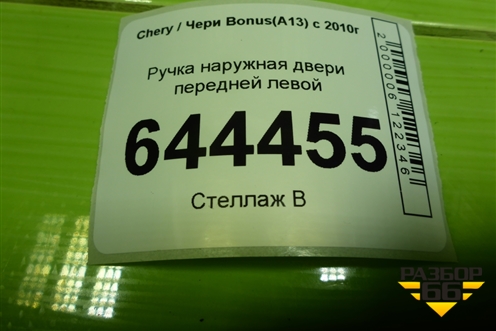 Chery / Чери Bonus(A13) с 2010г
Ручка наружная двери
передней левой
644455
Стеллаж В
2000006122346
РАЗБОР
66